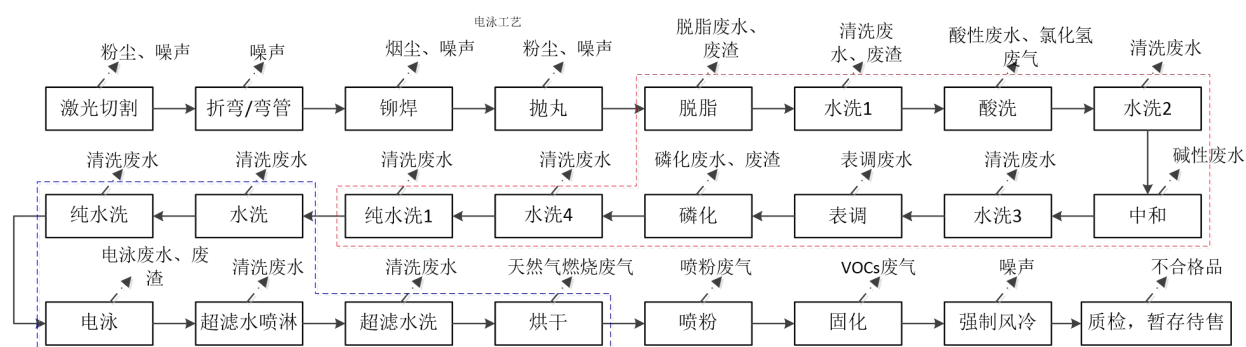 电泳工艺
粉尘、噪声
噪声
烟尘、噪声
粉尘、噪声
脱脂废水、
废渣
清洗废
水、废渣
酸性废水、氯化氢
废气
清洗废水
激光切割
折弯/弯管
铆焊
抛丸
脱脂
水洗1
酸洗
水洗2
清洗废水
清洗废水
清洗废水
清洗废水
磷化废水、废渣
表调废水
清洗废水
碱性废水
纯水洗
水洗
纯水洗1
水洗4
磷化
表调
水洗3
中和
电泳废水、废
渣
清洗废水
清洗废水
天然气燃烧废气
喷粉废气
VOCs废气
噪声
不合格品
电泳
超滤水喷淋
超滤水洗
烘干
喷粉
固化
强制风冷
质检，暂存待售